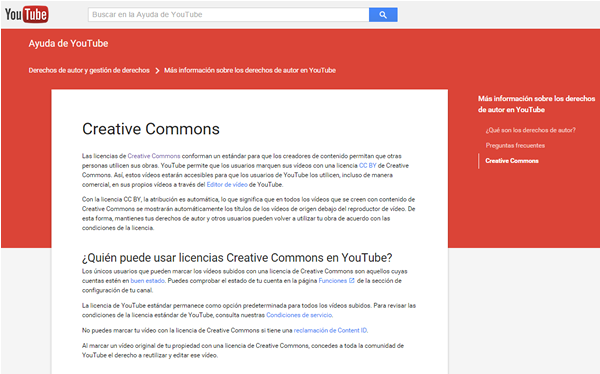 YouTube
Buscar en la Ayuda de YouTube
Ayuda de YouTube
Derechos de autor y gestión de derechos > Más información sobre los derechos de autor en YouTube
Creative Commons
Las licencias de Creative Commons conforman un estándar para que los creadores de contenido permitan que otras
personas utilicen sus obras. YouTube permite que los usuarios marquen sus vídeos con una licencia CC BY de Creative
Commons. Así, estos vídeos estarán accesibles para que los usuarios de YouTube los utilicen, incluso de manera
comercial, en sus propios vídeos a través del Editor de vídeo de YouTube.
Con la licencia CC BY, la atribución es automática, lo que significa que en todos los vídeos que se creen con contenido de
Creative Commons se mostrarán automáticamente los títulos de los vídeos de origen debajo del reproductor de vídeo. De
esta forma, mantienes tus derechos de autor y otros usuarios pueden volver a utilizar tu obra de acuerdo con las
condiciones de la licencia.
¿Quién puede usar licencias Creative Commons en YouTube?
Los únicos usuarios que pueden marcar los vídeos subidos con una licencia de Creative Commons son aquellos cuyas
cuentas estén en buen estado. Puedes comprobar el estado de tu cuenta en la página Funciones de la sección de
configuración de tu canal.
La licencia de YouTube estándar permanece como opción predeterminada para todos los vídeos subidos. Para revisar las
condiciones de la licencia estándar de YouTube, consulta nuestras Condiciones de servicio.
No puedes marcar tu vídeo con la licencia de Creative Commons si tiene una reclamación de Content ID.
Al marcar un vídeo original de tu propiedad con una licencia de Creative Commons, concedes a toda la comunidad de
YouTube el derecho a reutilizar y editar ese vídeo.
Más información sobre los derechos
de autor en YouTube
¿Qué son los derechos de autor?
Preguntas frecuentes
Creative Commons